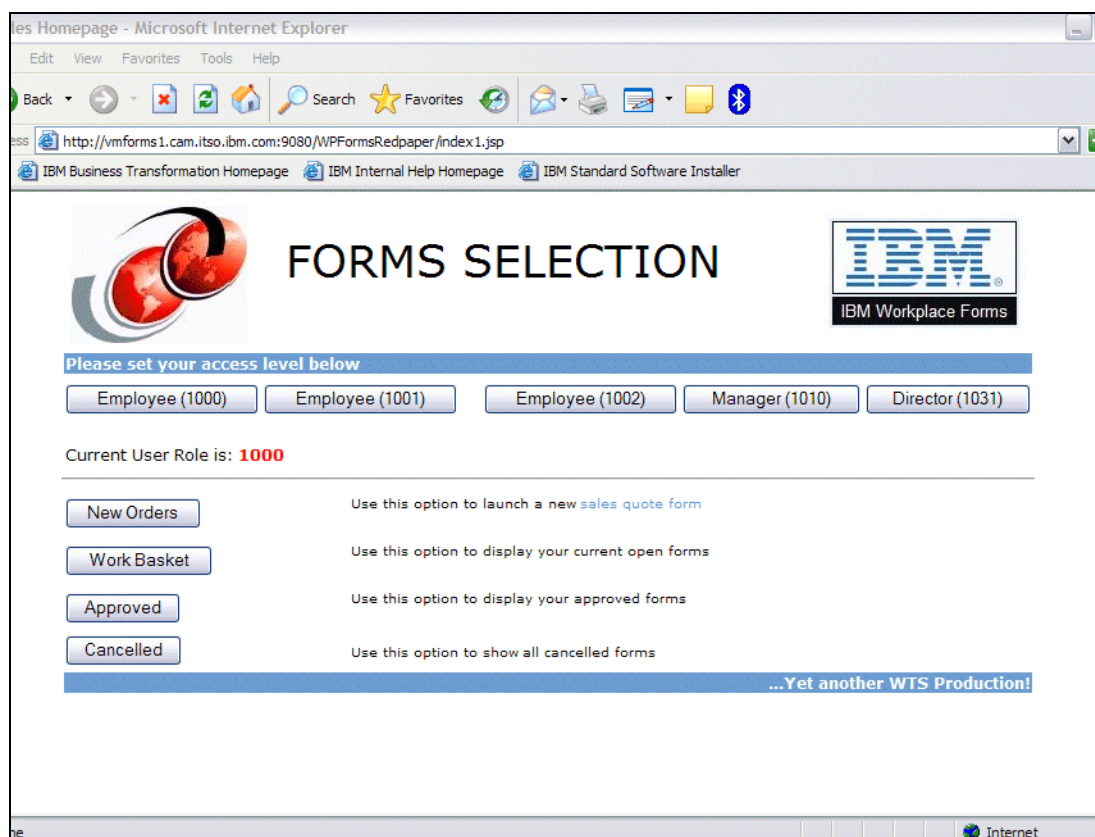 les Homepage - Microsoft Internet Explorer
Edit View Favorites Tools Help
Back Search Favorites
ess http://vmforms1.cam.itso.ibm.com:9080/WPFormsRedpaper/index1.jsp
IBM Business Transformation Homepage IBM Internal Help Homepage IBM Standard Software Installer
FORMS SELECTION
IBM®
IBM Workplace Forms
Please set your access level below
Employee (1000) Employee (1001) Employee (1002) Manager (1010) Director (1031)
Current User Role is: 1000
New Orders Use this option to launch a new sales quote form
Work Basket Use this option to display your current open forms
Approved Use this option to display your approved forms
Cancelled Use this option to show all cancelled forms
...Yet another WTS Production!
ne Internet